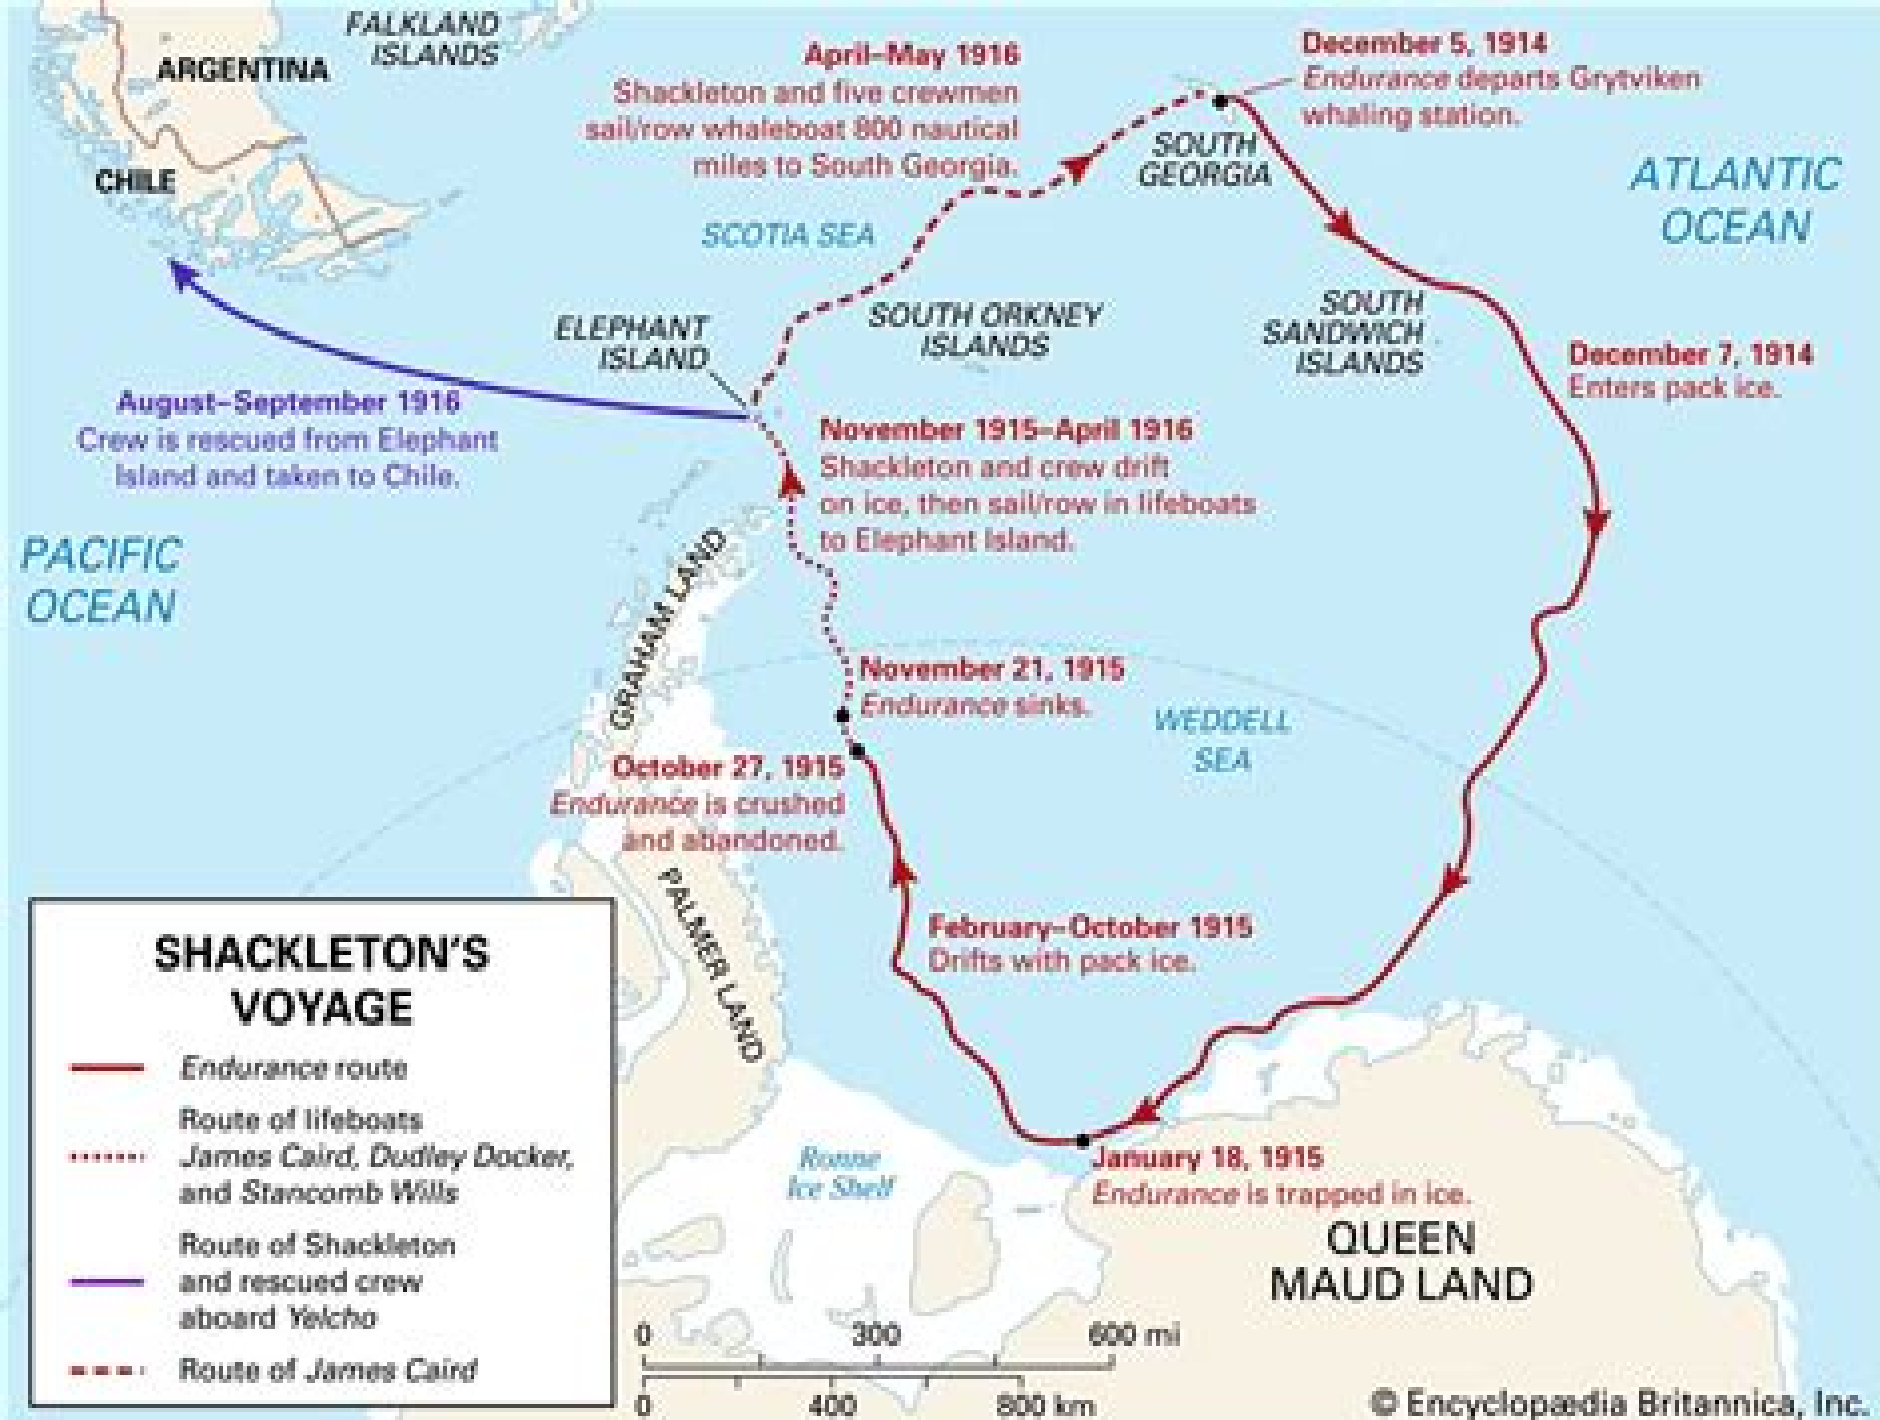 FALKLAND
ISLANDS
ARGENTINA
CHILE
April–May 1916
Shackleton and five crewmen
sail/row whaleboat 800 nautical
miles to South Georgia.
December 5, 1914
Endurance departs Grytviken
whaling station.
SOUTH
GEORGIA
ATLANTIC
OCEAN
SCOTIA SEA
ELEPHANT
ISLAND
SOUTH ORKNEY
ISLANDS
SOUTH
SANDWICH
ISLANDS
December 7, 1914
Enters pack ice.
August–September 1916
Crew is rescued from Elephant
Island and taken to Chile.
November 1915–April 1916
Shackleton and crew drift
on ice, then sail/row in lifeboats
to Elephant Island.
PACIFIC
OCEAN
GRAHAM LAND
November 21, 1915
Endurance sinks.
WEDDELL
SEA
October 27, 1915
Endurance is crushed
and abandoned.
PALMER LAND
February–October 1915
Drifts with pack ice.
Ronne
Ice Shelf
January 18, 1915
Endurance is trapped in ice.
QUEEN
MAUD LAND
SHACKLETON'S
VOYAGE
Endurance route
Route of lifeboats
James Caird, Dudley Docker,
and Stancomb Wills
Route of Shackleton
and rescued crew
aboard Yelcho
Route of James Caird
0 300 600 mi
0 400 800 km
© Encyclopædia Britannica, Inc.